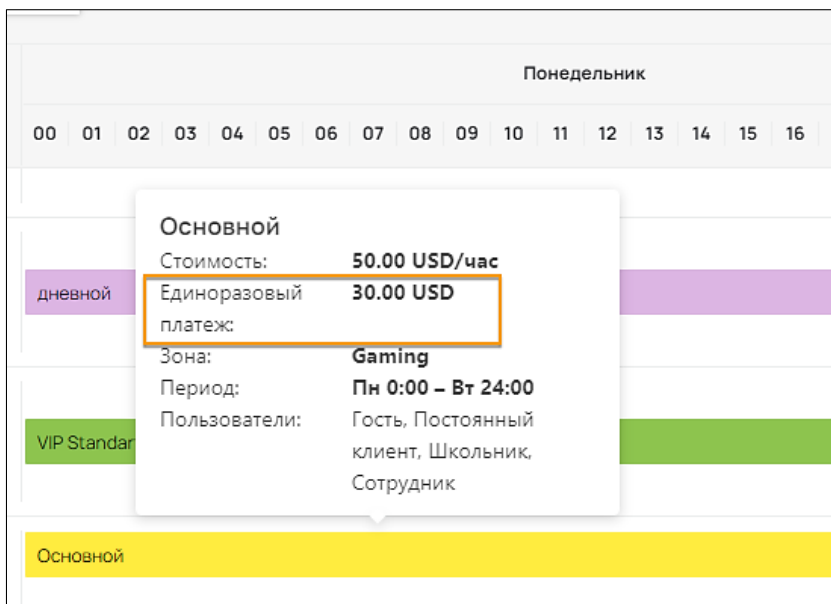 Понедельник
00 01 02 03 04 05 06 07 08 09 10 11 12 13 14 15 16
Основной
Стоимость: 50.00 USD/час
Единоразовый 30.00 USD
платеж:
Зона: Gaming
Период: Пн 0:00 – Вт 24:00
Пользователи: Гость, Постоянный
клиент, Школьник,
Сотрудник
дневной
VIP Standar
Основной